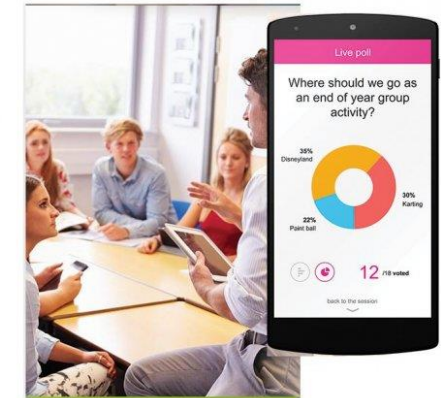 Live poll
Where should we go as
an end of year group
activity?
35%
Disneyland
30%
Karting
22%
Paint ball
12 /18 voted
back to the session